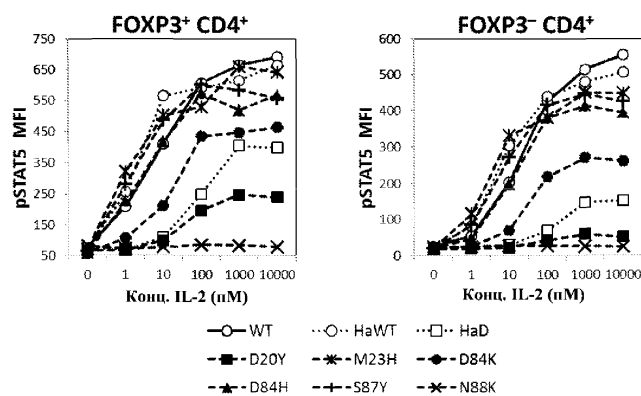 FOXP3⁺ CD4⁺
FOXP3⁻ CD4⁺
pSTAT5 MFI
750
650
550
450
350
250
150
50
0 1 10 100 1000 10000
Конц. IL-2 (пМ)
pSTAT5 MFI
600
500
400
300
200
100
0
0 1 10 100 1000 10000
Конц. IL-2 (пМ)
WT HaWT HaD
D20Y M23H D84K
D84H S87Y N88K